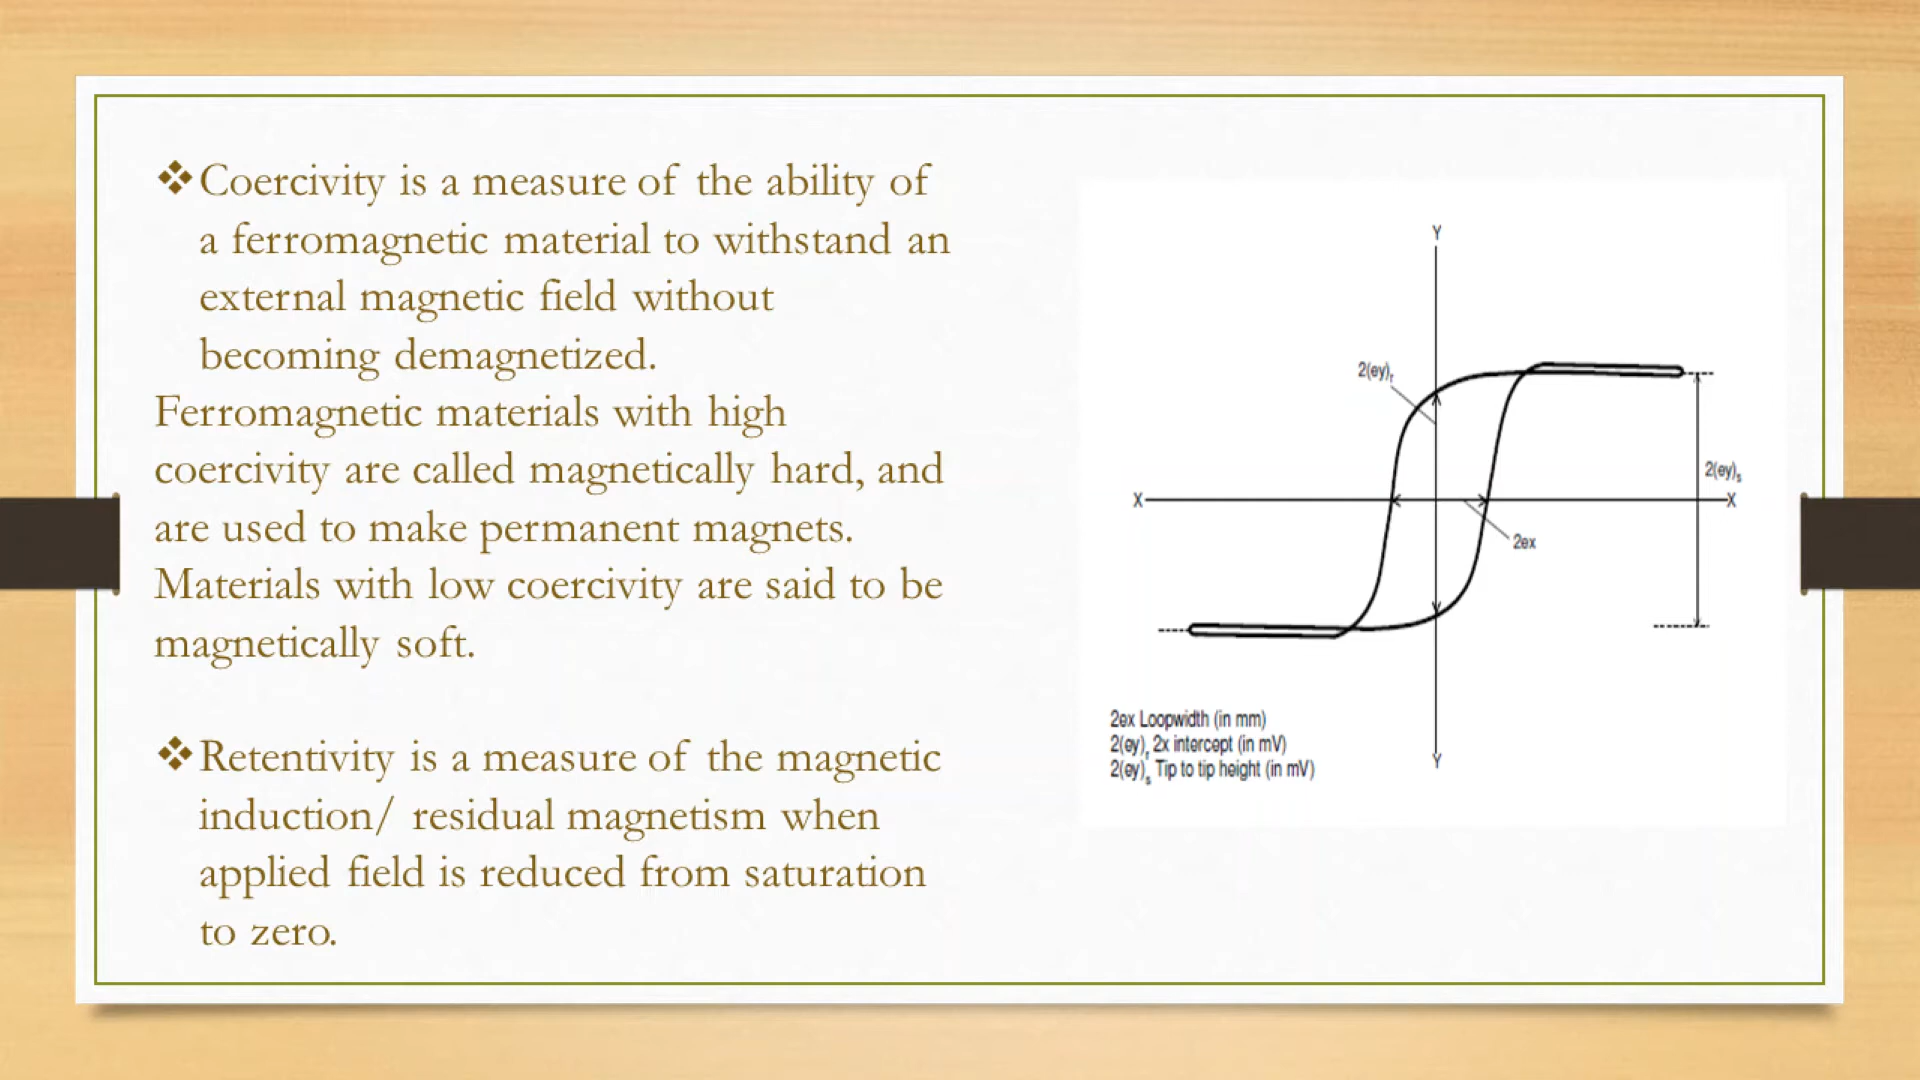 ❖Coercivity is a measure of the ability of
a ferromagnetic material to withstand an
external magnetic field without
becoming demagnetized.
Ferromagnetic materials with high
coercivity are called magnetically hard, and
are used to make permanent magnets.
Materials with low coercivity are said to be
magnetically soft.
❖Retentivity is a measure of the magnetic
induction/ residual magnetism when
applied field is reduced from saturation
to zero.
Y
2(ey)r
2(ey)s
X
X
2ex
Y
2ex Loopwidth (in mm)
2(ey)r 2x intercept (in mV)
2(ey)s Tip to tip height (in mV)